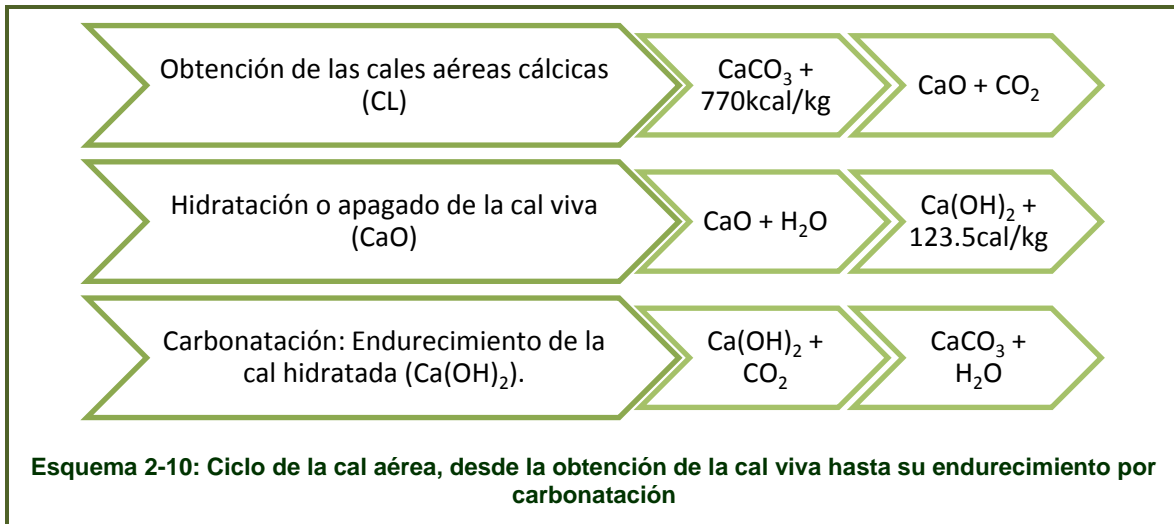 Obtención de las cales aéreas cálcicas
(CL)
CaCO₃ +
770kcal/kg
CaO + CO₂
Hidratación o apagado de la cal viva
(CaO)
CaO + H₂O
Ca(OH)₂ +
123.5cal/kg
Carbonatación: Endurecimiento de la
cal hidratada (Ca(OH)₂).
Ca(OH)₂ +
CO₂
CaCO₃ +
H₂O
Esquema 2-10: Ciclo de la cal aérea, desde la obtención de la cal viva hasta su endurecimiento por
carbonatación